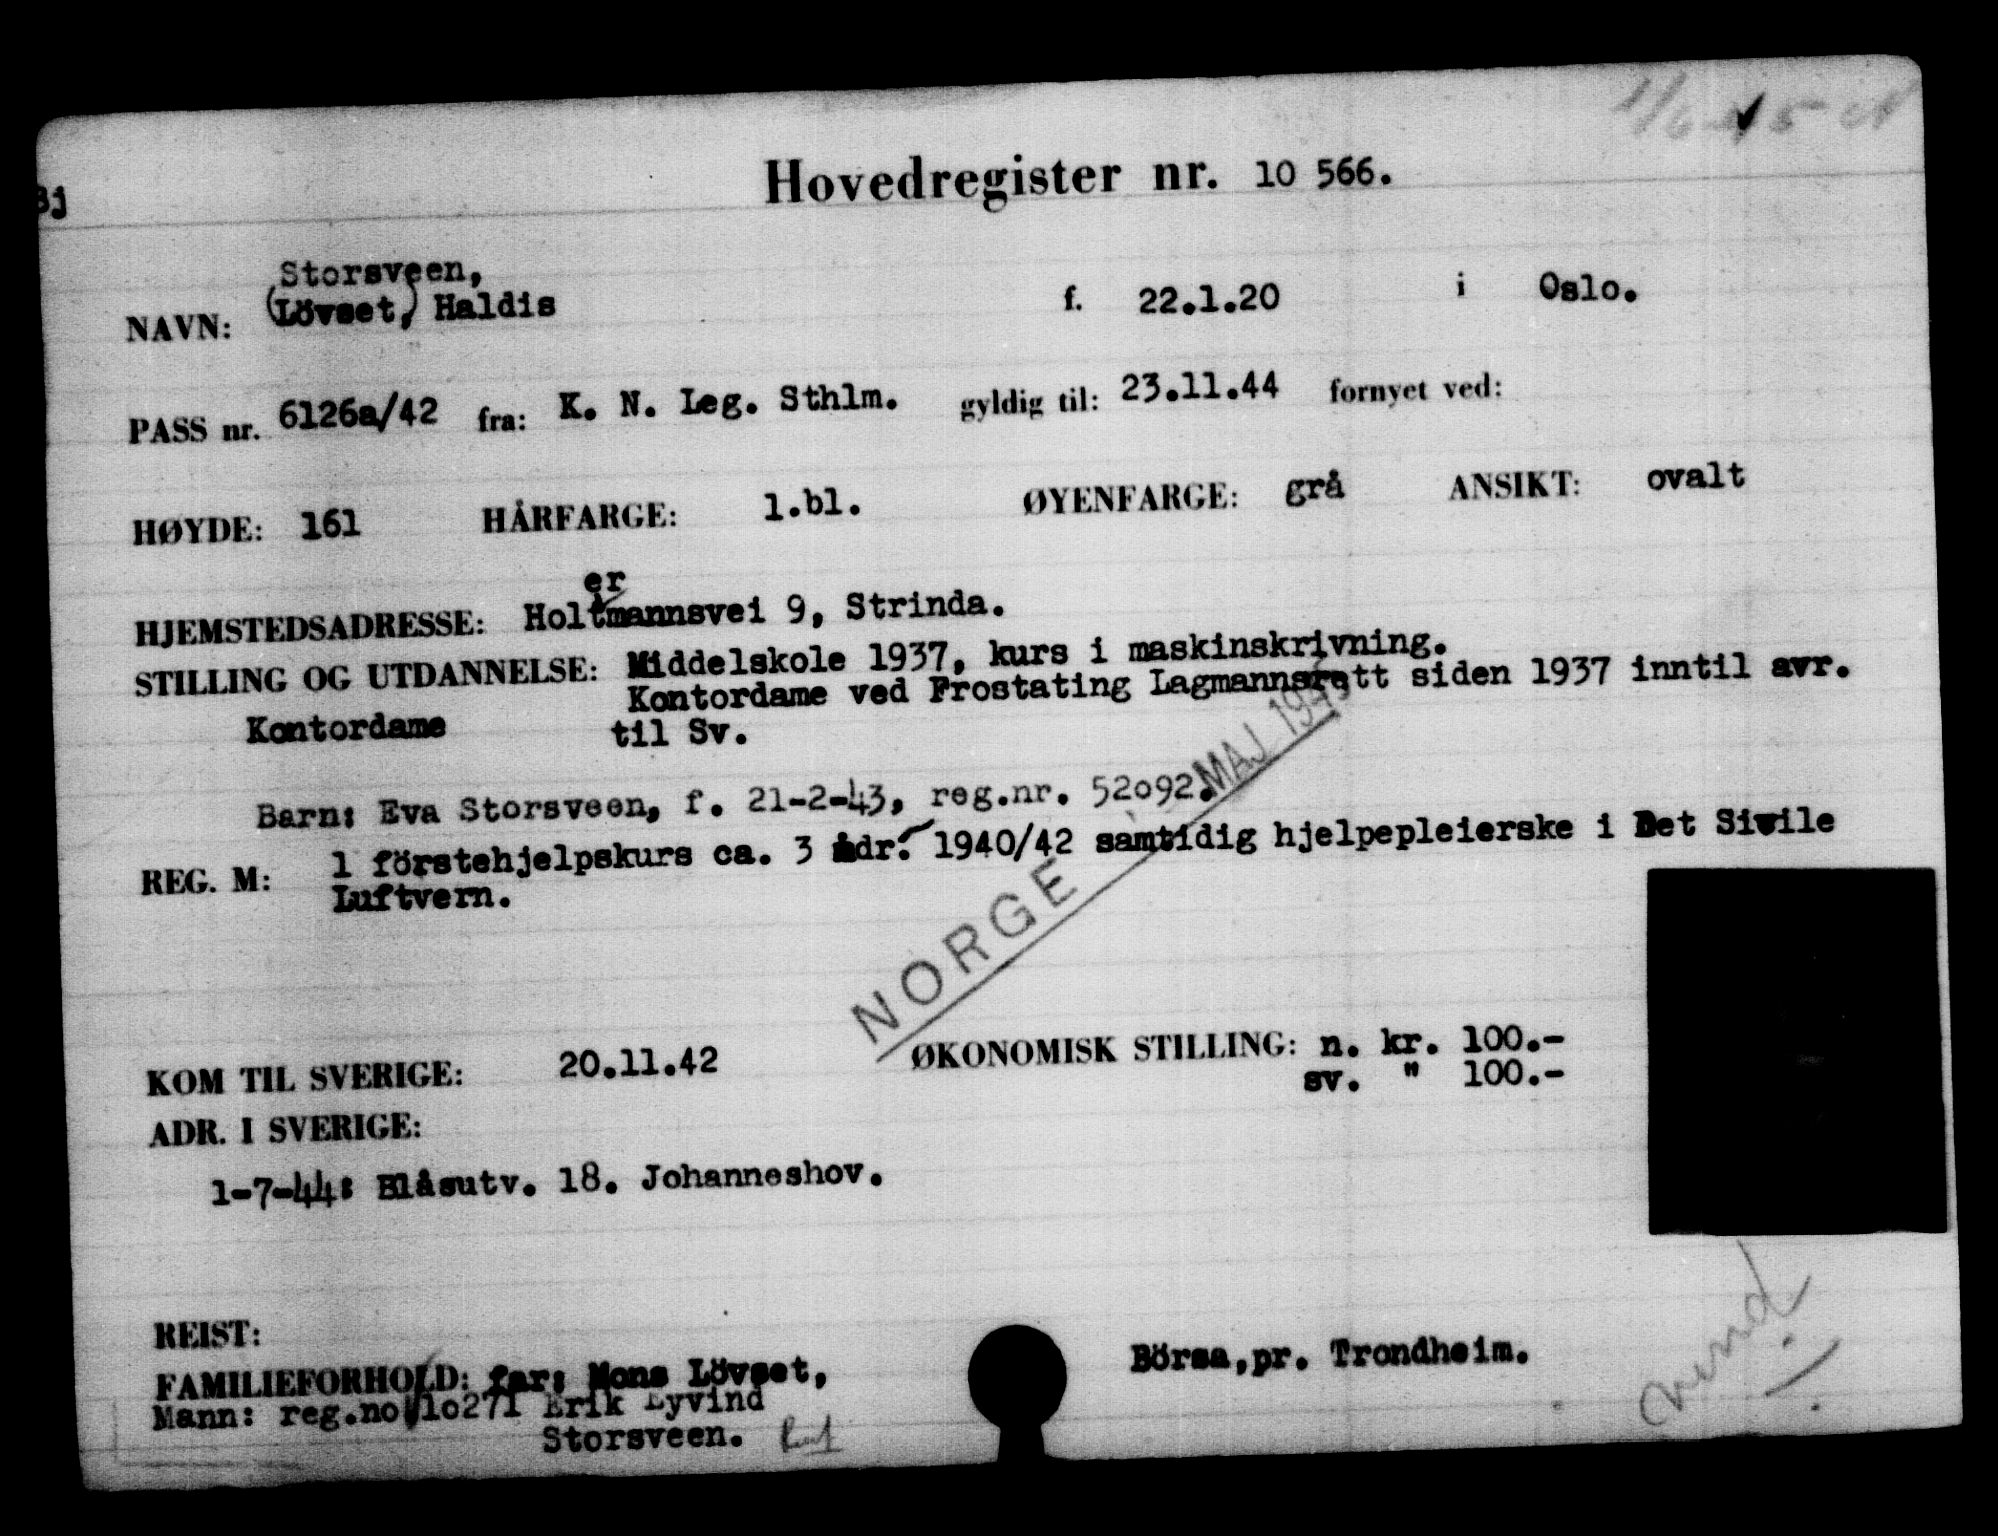 Hovedregister nr. 10 566.
Storsveen,
NAVN: (Lövset,) Haldis f. 22.1.20 i Oslo.
PASS nr. 6126a/42 fra: K. N. Leg. Sthlm. gyldig til: 23.11.44 fornyet ved:
HØYDE: 161 HÅRFARGE: l.bl. ØYENFARGE: grå ANSIKT: ovalt
er
HJEMSTEDSADRESSE: Holtmannsvei 9, Strinda.
STILLING OG UTDANNELSE: Middelskole 1937, kurs i maskinskrivning.
Kontordame ved Frostating Lagmannsrett siden 1937 inntil avr.
Kontordame til Sv.
MAJ
Barn: Eva Storsveen, f. 21-2-43, reg.nr. 52092.
REG. M: 1 förstehjelpskurs ca. 3 mdr. 1940/42 samtidig hjelpepleierske i Det Sivile
Luftvern.
NORGE
KOM TIL SVERIGE: 20.11.42 ØKONOMISK STILLING: n. kr. 100.-
sv. " 100.-
ADR. I SVERIGE:
1-7-44: Blåsutv. 18. Johanneshov.
REIST:
FAMILIEFORHOLD: far: Mons Lövset, Börsa,pr. Trondheim.
Mann: reg.no 10271 Erik Eyvind
Storsveen.